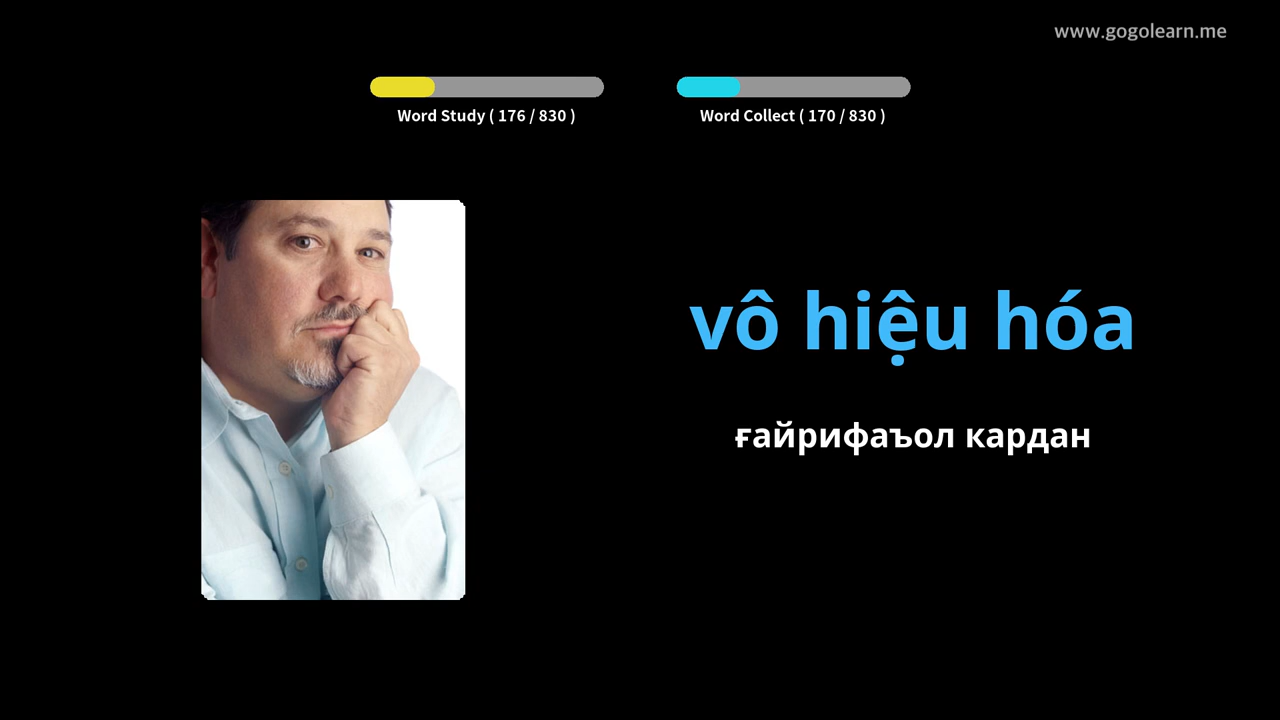 www.gogolearn.me
Word Study ( 176 / 830 )
Word Collect ( 170 / 830 )
vô hiệu hóa
ғайрифаъол кардан